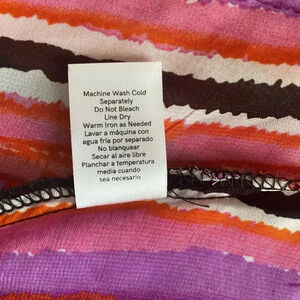 Machine Wash Cold
Separately
Do Not Bleach
Line Dry
Warm Iron as Needed
Lavar a máquina con
agua fría por separado
No blanquear
Secar al aire libre
Planchar a temperatura
media cuando
sea necesario